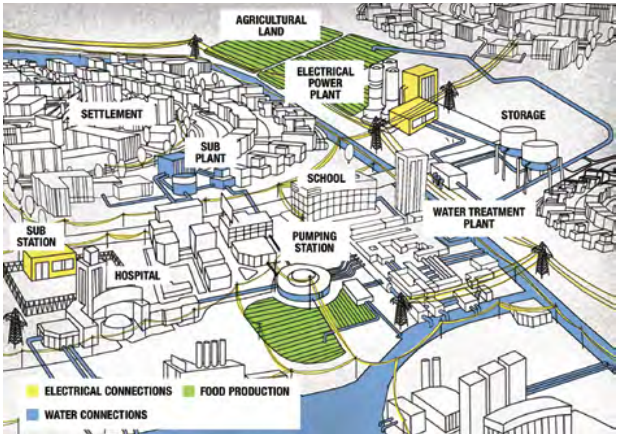 AGRICULTURAL
LAND
ELECTRICAL
POWER
PLANT
SETTLEMENT
STORAGE
SUB
PLANT
SCHOOL
SUB
STATION
PUMPING
STATION
WATER TREATMENT
PLANT
HOSPITAL
ELECTRICAL CONNECTIONS
FOOD PRODUCTION
WATER CONNECTIONS